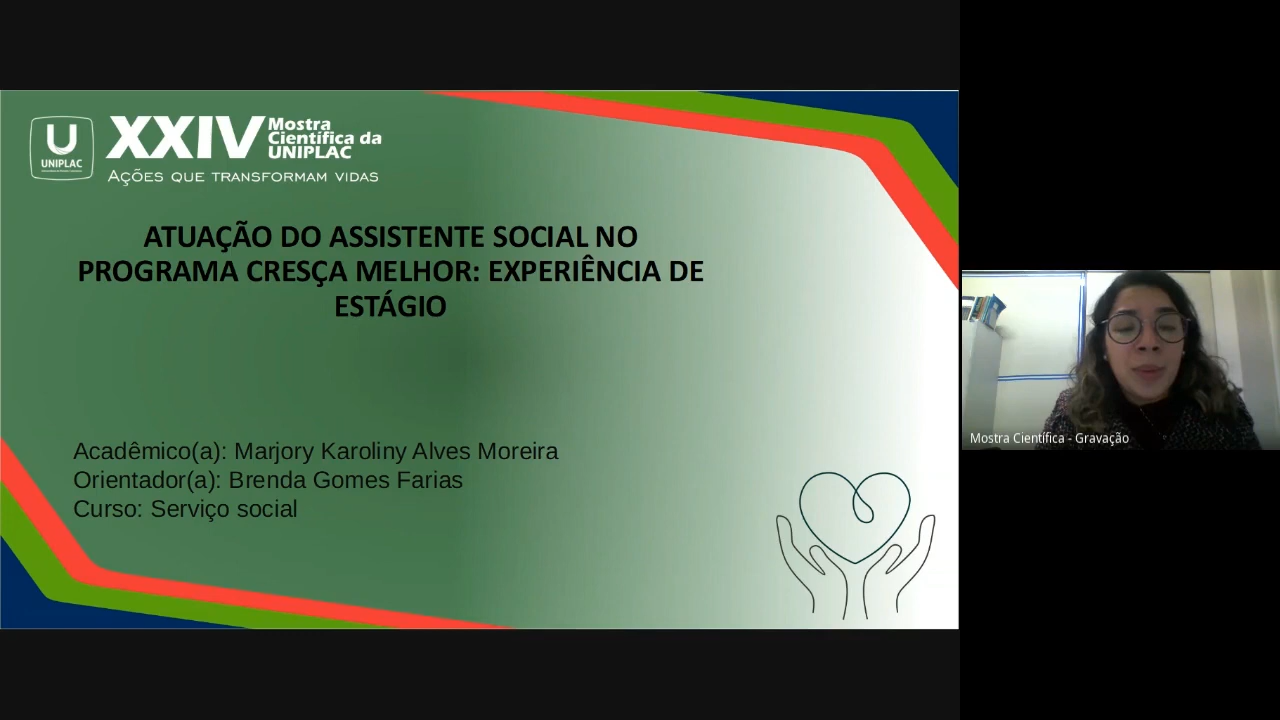 U
UNIPLAC
XXIV Mostra
Científica da
UNIPLAC
AÇÕES QUE TRANSFORMAM VIDAS
ATUAÇÃO DO ASSISTENTE SOCIAL NO
PROGRAMA CRESÇA MELHOR: EXPERIÊNCIA DE
ESTÁGIO
Acadêmico(a): Marjory Karoliny Alves Moreira
Orientador(a): Brenda Gomes Farias
Curso: Serviço social
Mostra Científica - Gravação